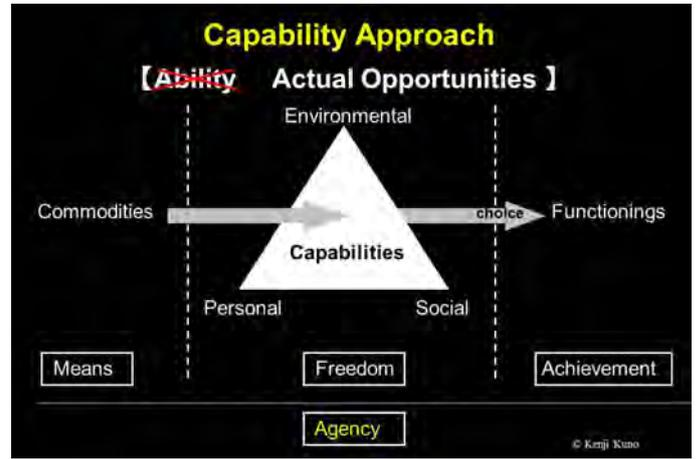 Capability Approach
【Ability Actual Opportunities】
Environmental
Commodities
choice
Functionings
Capabilities
Personal
Social
Means
Freedom
Achievement
Agency
© Kenji Kuno